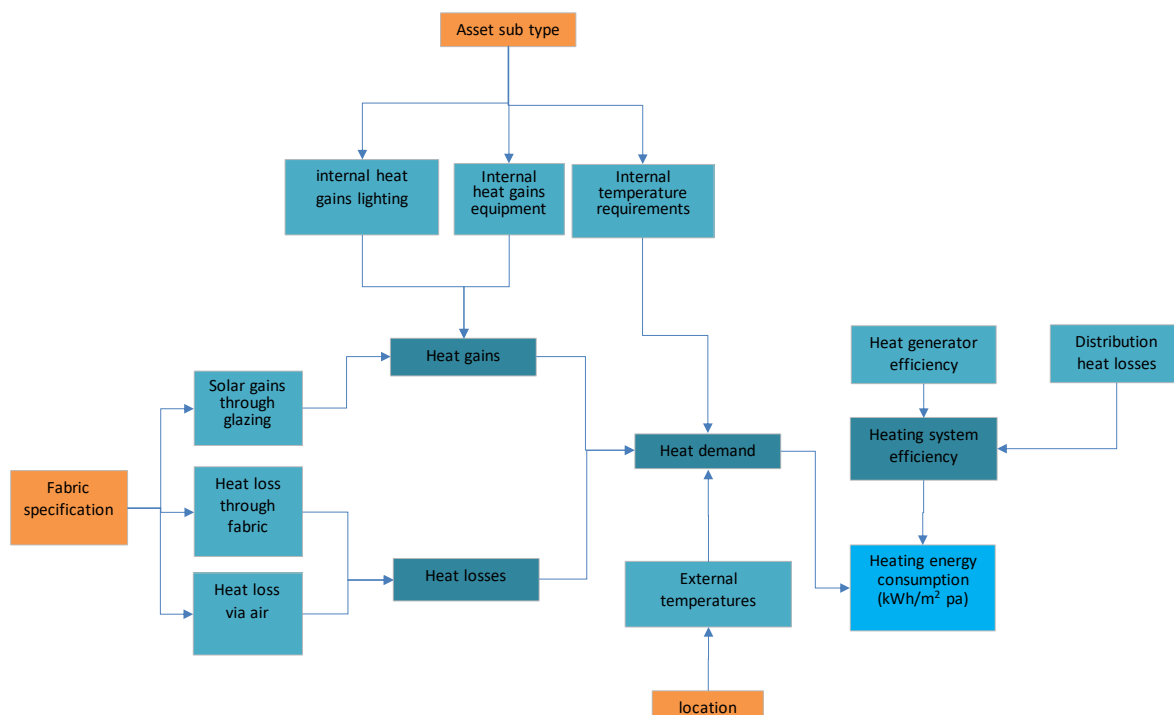 Asset sub type
internal heat
gains lighting
Internal
heat gains
equipment
Internal
temperature
requirements
Heat gains
Heat generator
efficiency
Distribution
heat losses
Solar gains
through
glazing
Heat demand
Heating system
efficiency
Fabric
specification
Heat loss
through
fabric
Heat losses
Heat loss
via air
External
temperatures
Heating energy
consumption
(kWh/m² pa)
location